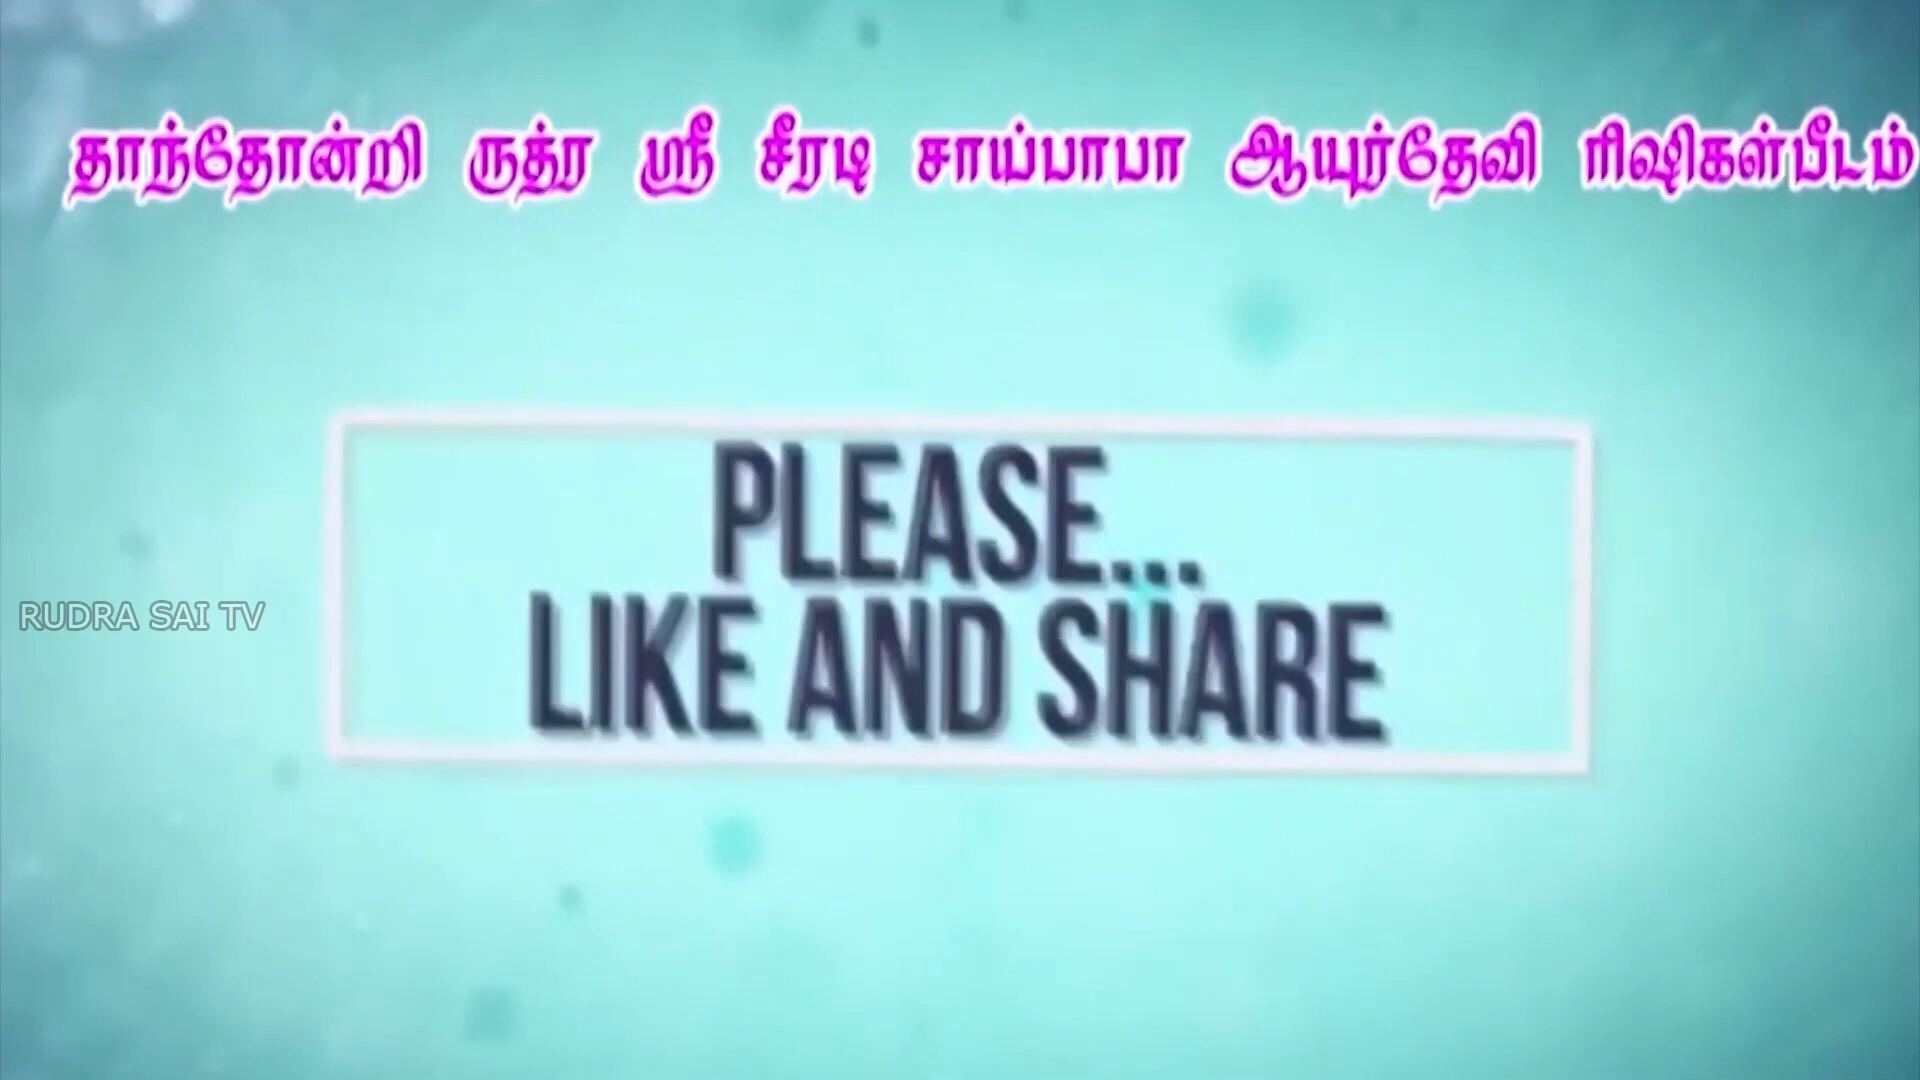 தாந்தோன்றி ருத்ர ஸ்ரீ சீரடி சாய்பாபா ஆயுர்தேவி ரிஷிகள்பீடம்
PLEASE...
LIKE AND SHARE
RUDRA SAI TV